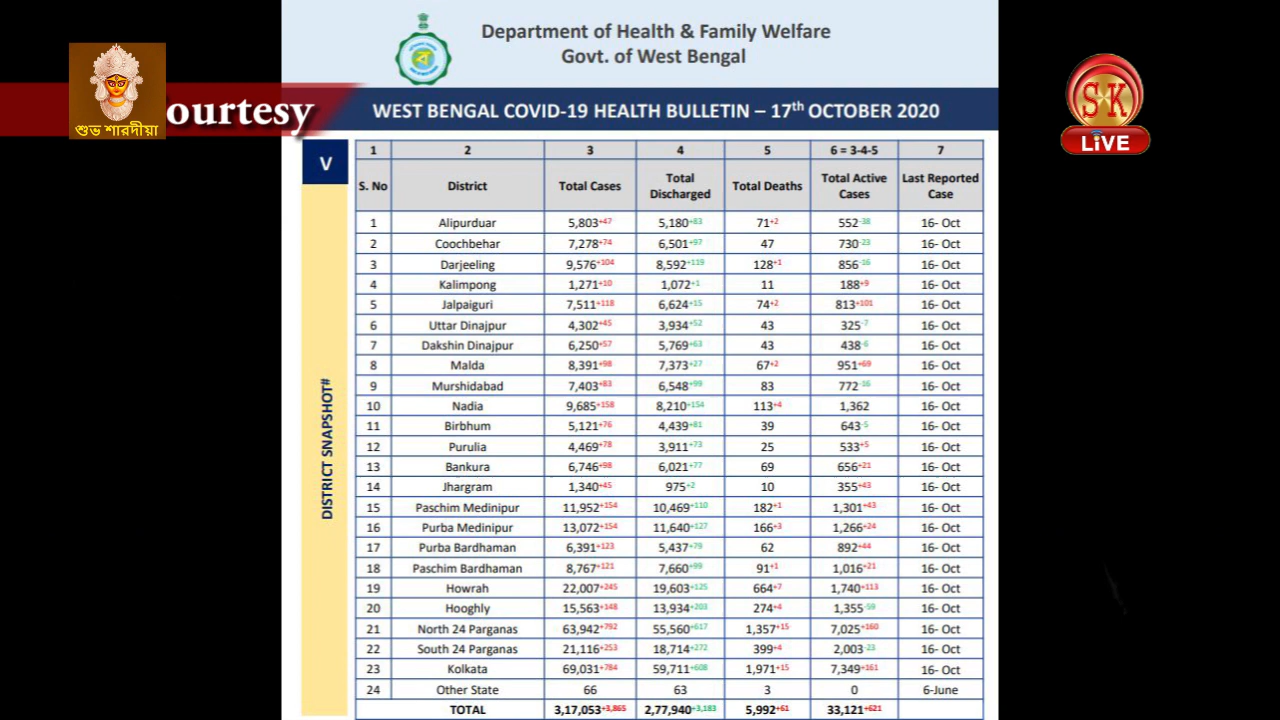 Department of Health & Family Welfare
Govt. of West Bengal
শুভ শারদীয়া
ourtesy
SK
LiVE
WEST BENGAL COVID-19 HEALTH BULLETIN – 17th OCTOBER 2020
V
DISTRICT SNAPSHOT#
1 2 3 4 5 6 = 3-4-5 7
S. No District Total Cases Total Discharged Total Deaths Total Active Cases Last Reported Case
1 Alipurduar 5,803+47 5,180+83 71+2 552-38 16- Oct
2 Coochbehar 7,278+74 6,501+97 47 730-23 16- Oct
3 Darjeeling 9,576+104 8,592+119 128+1 856-16 16- Oct
4 Kalimpong 1,271+10 1,072+1 11 188+9 16- Oct
5 Jalpaiguri 7,511+118 6,624+15 74+2 813+101 16- Oct
6 Uttar Dinajpur 4,302+45 3,934+52 43 325-7 16- Oct
7 Dakshin Dinajpur 6,250+57 5,769+63 43 438-6 16- Oct
8 Malda 8,391+98 7,373+27 67+2 951+69 16- Oct
9 Murshidabad 7,403+83 6,548+99 83 772-16 16- Oct
10 Nadia 9,685+158 8,210+154 113+4 1,362 16- Oct
11 Birbhum 5,121+76 4,439+81 39 643-5 16- Oct
12 Purulia 4,469+78 3,911+73 25 533+5 16- Oct
13 Bankura 6,746+98 6,021+77 69 656+21 16- Oct
14 Jhargram 1,340+45 975+2 10 355+43 16- Oct
15 Paschim Medinipur 11,952+154 10,469+110 182+1 1,301+43 16- Oct
16 Purba Medinipur 13,072+154 11,640+127 166+3 1,266+24 16- Oct
17 Purba Bardhaman 6,391+123 5,437+79 62 892+44 16- Oct
18 Paschim Bardhaman 8,767+121 7,660+99 91+1 1,016+21 16- Oct
19 Howrah 22,007+245 19,603+125 664+7 1,740+113 16- Oct
20 Hooghly 15,563+148 13,934+203 274+4 1,355-59 16- Oct
21 North 24 Parganas 63,942+792 55,560+617 1,357+15 7,025+160 16- Oct
22 South 24 Parganas 21,116+253 18,714+272 399+4 2,003-23 16- Oct
23 Kolkata 69,031+784 59,711+608 1,971+15 7,349+161 16- Oct
24 Other State 66 63 3 0 6-June
TOTAL 3,17,053+3,865 2,77,940+3,183 5,992+61 33,121+621